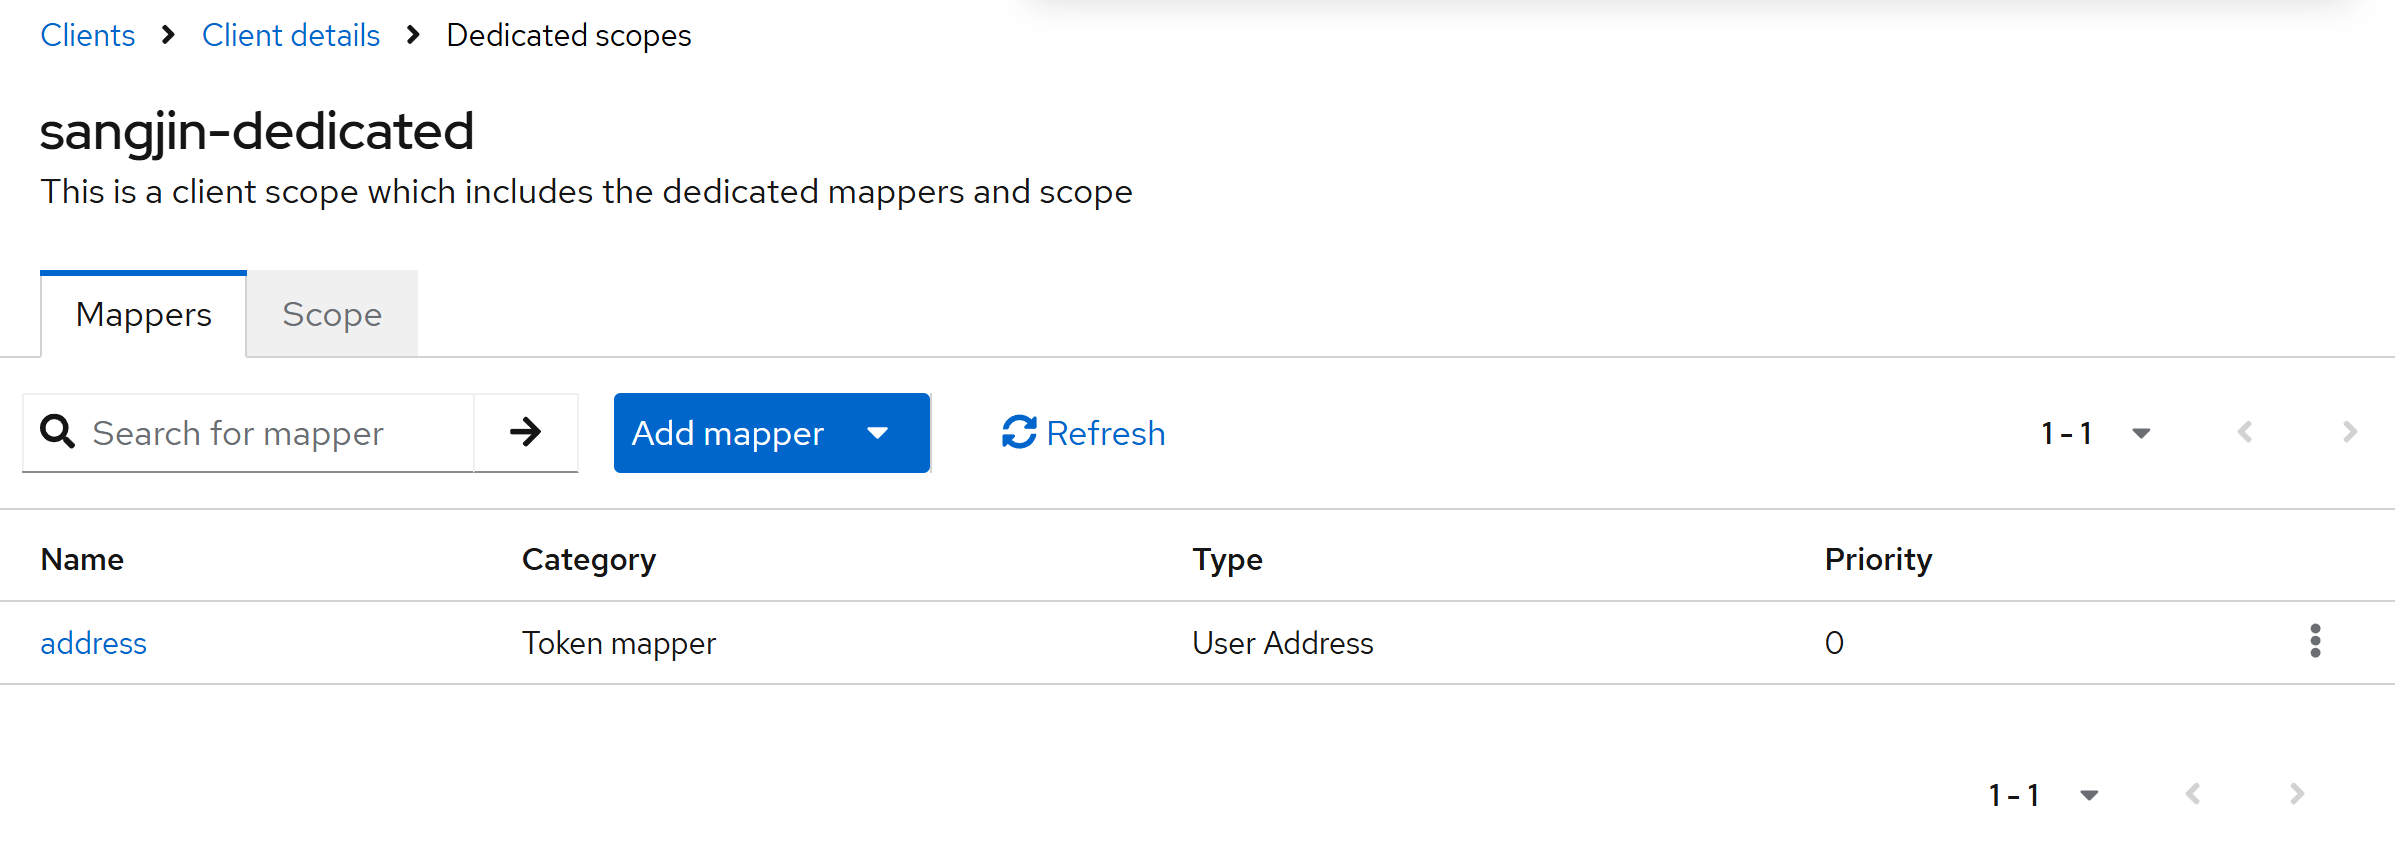 Clients > Client details > Dedicated scopes
sangjin-dedicated
This is a client scope which includes the dedicated mappers and scope
Mappers Scope
Search for mapper Add mapper Refresh 1 - 1
Name Category Type Priority
address Token mapper User Address 0
1 - 1